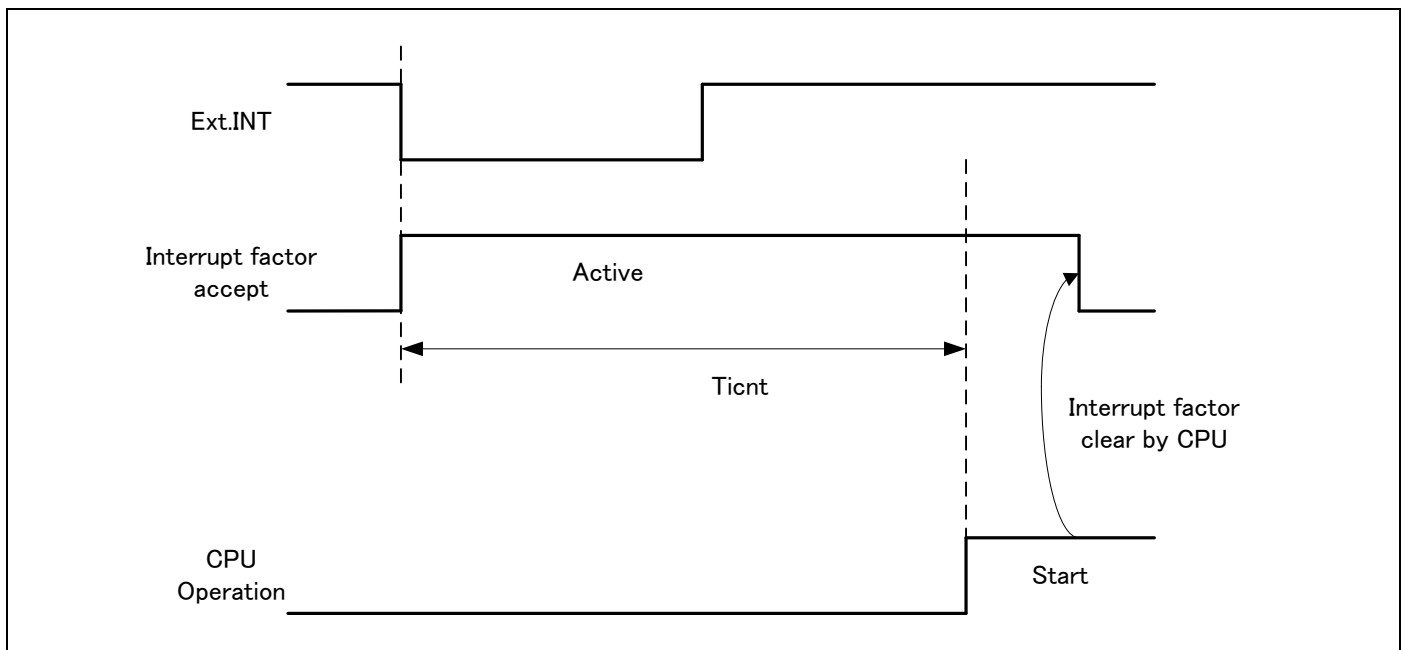 Ext.INT
Interrupt factor
accept
Active
Ticnt
Interrupt factor
clear by CPU
CPU
Operation
Start